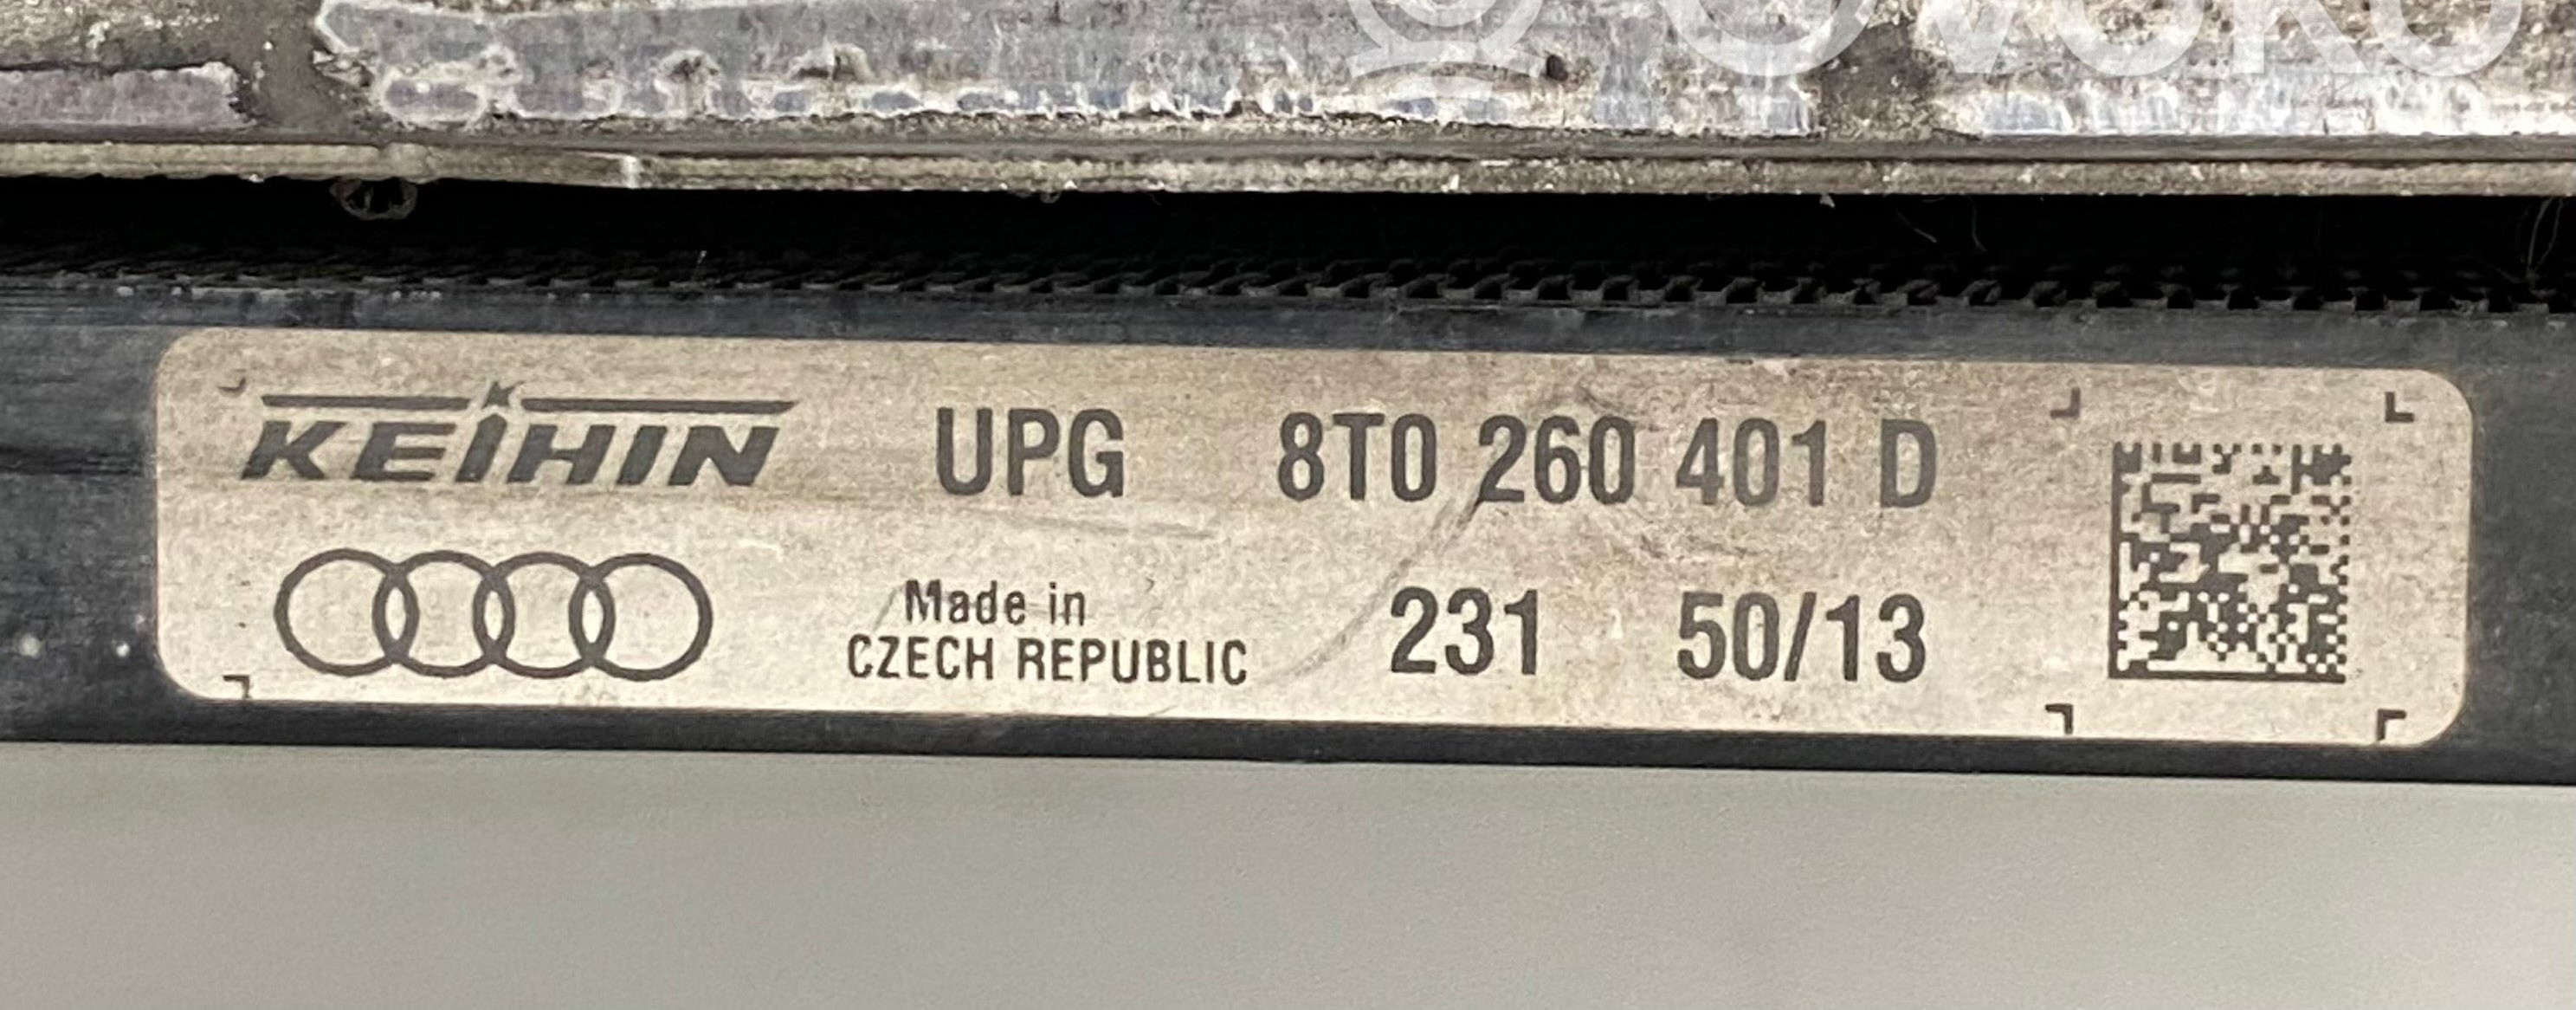 KEIHIN UPG 8T0 260 401 D
Made in 231 50/13
CZECH REPUBLIC